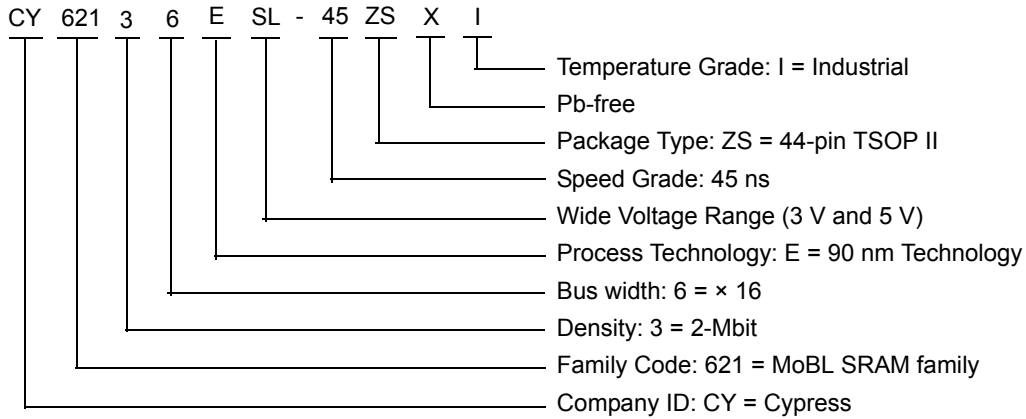 CY 621 3 6 E SL - 45 ZS X I
Temperature Grade: I = Industrial
Pb-free
Package Type: ZS = 44-pin TSOP II
Speed Grade: 45 ns
Wide Voltage Range (3 V and 5 V)
Process Technology: E = 90 nm Technology
Bus width: 6 = × 16
Density: 3 = 2-Mbit
Family Code: 621 = MoBL SRAM family
Company ID: CY = Cypress